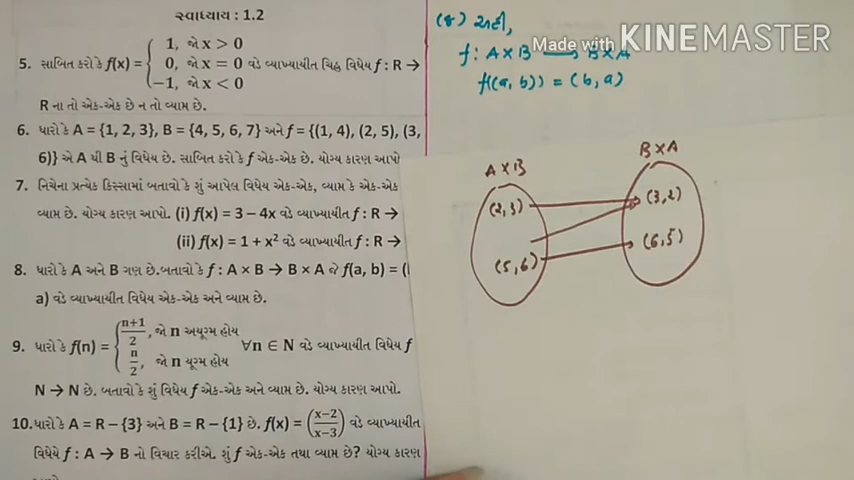 સ્વાધ્યાય : 1.2
5. સાબિત કરો કે f(x) = { 1, જો x > 0
0, જો x = 0 વડે વ્યાખ્યાયીત ચિહ્ન વિધેય f : R →
−1, જો x < 0
R ના તો એક-એક છે ન તો વ્યાપ્ત છે.
6. ધારો કે A = {1, 2, 3}, B = {4, 5, 6, 7} અને f = {(1, 4), (2, 5), (3,
6)} એ A થી B નું વિધેય છે. સાબિત કરો કે f એક-એક છે. યોગ્ય કારણ આપો
7. નિચેના પ્રત્યેક કિસ્સામાં બતાવો કે શું આપેલ વિધેય એક-એક, વ્યાપ્ત કે એક-એક
વ્યાપ્ત છે. યોગ્ય કારણ આપો. (i) f(x) = 3 − 4x વડે વ્યાખ્યાયીત f : R →
(ii) f(x) = 1 + x² વડે વ્યાખ્યાયીત f : R →
8. ધારો કે A અને B ગણ છે.બતાવો કે f : A × B → B × A જે f(a, b) = (
a) વડે વ્યાખ્યાયીત વિધેય એક-એક અને વ્યાપ્ત છે.
9. ધારો કે f(n) = { n+1/2, જો n અયૂગ્મ હોય
n/2, જો n યૂગ્મ હોય ∀n ∈ N વડે વ્યાખ્યાયીત વિધેય f
N → N છે. બતાવો કે શું વિધેય f એક-એક અને વ્યાપ્ત છે. યોગ્ય કારણ આપો.
10. ધારો કે A = R − {3} અને B = R − {1} છે. f(x) = (x−2/x−3) વડે વ્યાખ્યાયીત
વિધેયે f : A → B નો વિચાર કરીએ. શું f એક-એક તથા વ્યાપ્ત છે? યોગ્ય કારણ
(8) અહી,
f : A × B → B × A
f((a, b)) = (b, a)
Made with KINEMASTER
A × B B × A
(2,3) (3,2)
(5,6) (6,5)